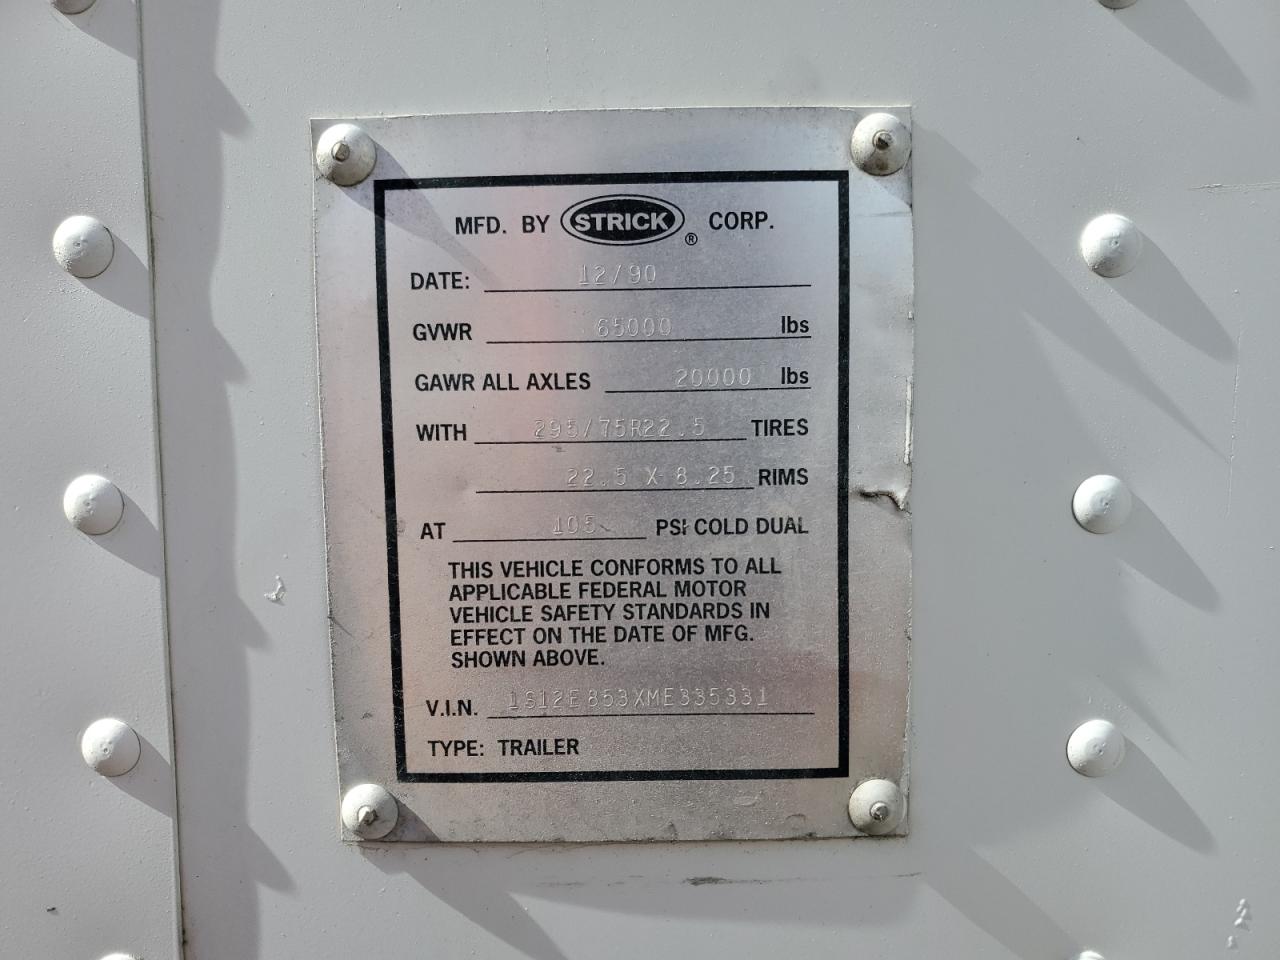 MFD. BY STRICK ® CORP.
DATE: 12/90
GVWR 65000 lbs
GAWR ALL AXLES 20000 lbs
WITH 295/75R22.5 TIRES
22.5 X 8.25 RIMS
AT 105 PSI COLD DUAL
THIS VEHICLE CONFORMS TO ALL
APPLICABLE FEDERAL MOTOR
VEHICLE SAFETY STANDARDS IN
EFFECT ON THE DATE OF MFG.
SHOWN ABOVE.
V.I.N. 1S12E853XME335331
TYPE: TRAILER